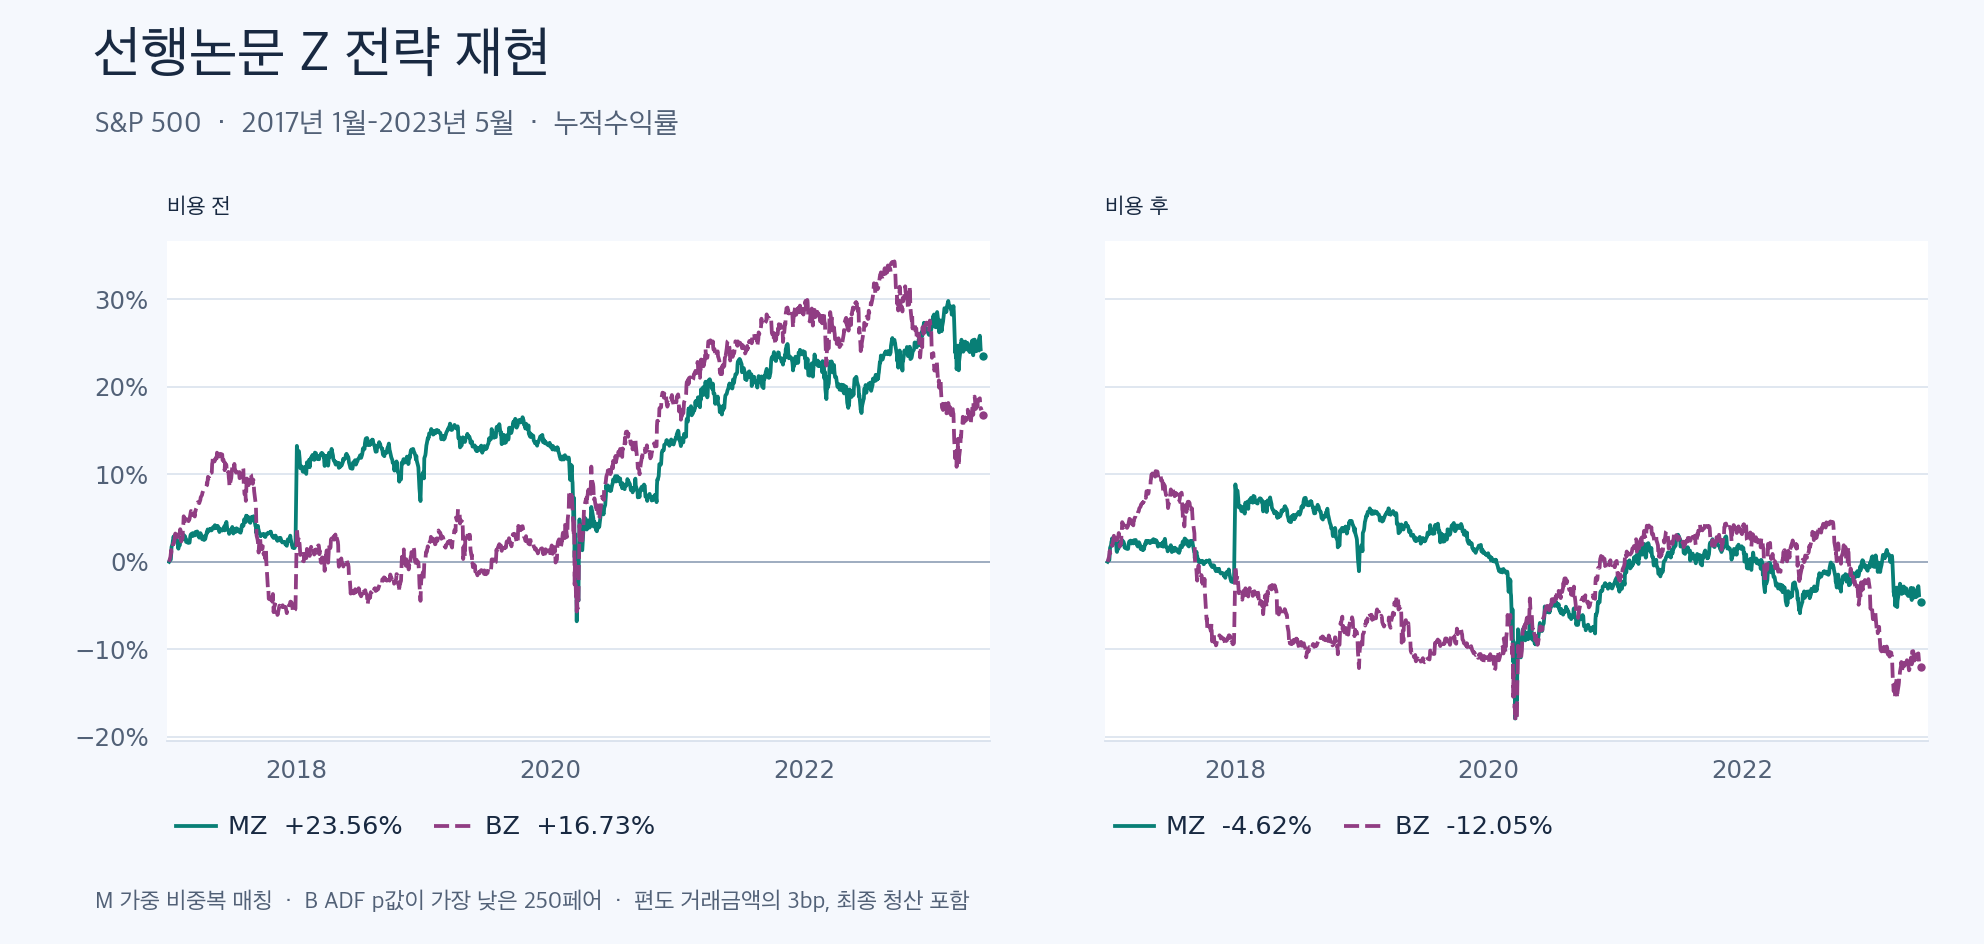 선행논문 Z 전략 재현
S&P 500 · 2017년 1월-2023년 5월 · 누적수익률
비용 전
30%
20%
10%
0%
−10%
−20%
2018 2020 2022
MZ +23.56% BZ +16.73%
비용 후
2018 2020 2022
MZ -4.62% BZ -12.05%
M 가중 비중복 매칭 · B ADF p값이 가장 낮은 250페어 · 편도 거래금액의 3bp, 최종 청산 포함